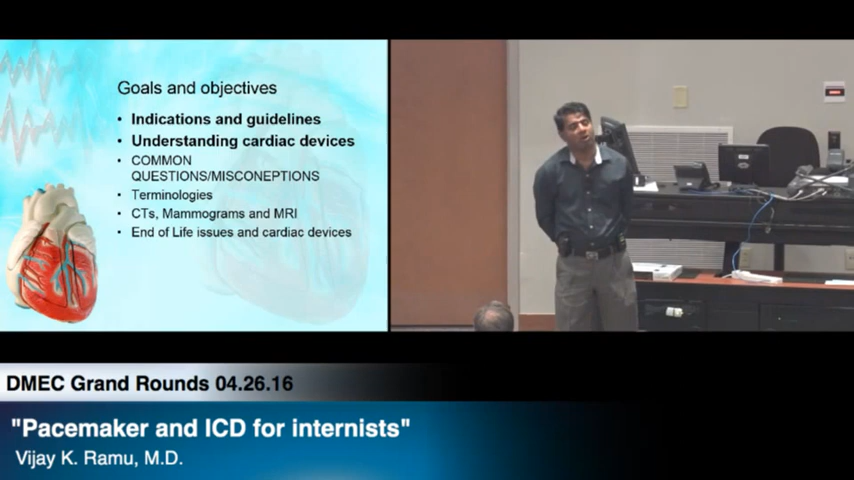 Goals and objectives
• Indications and guidelines
• Understanding cardiac devices
• COMMON
QUESTIONS/MISCONEPTIONS
• Terminologies
• CTs, Mammograms and MRI
• End of Life issues and cardiac devices
DMEC Grand Rounds 04.26.16
"Pacemaker and ICD for internists"
Vijay K. Ramu, M.D.